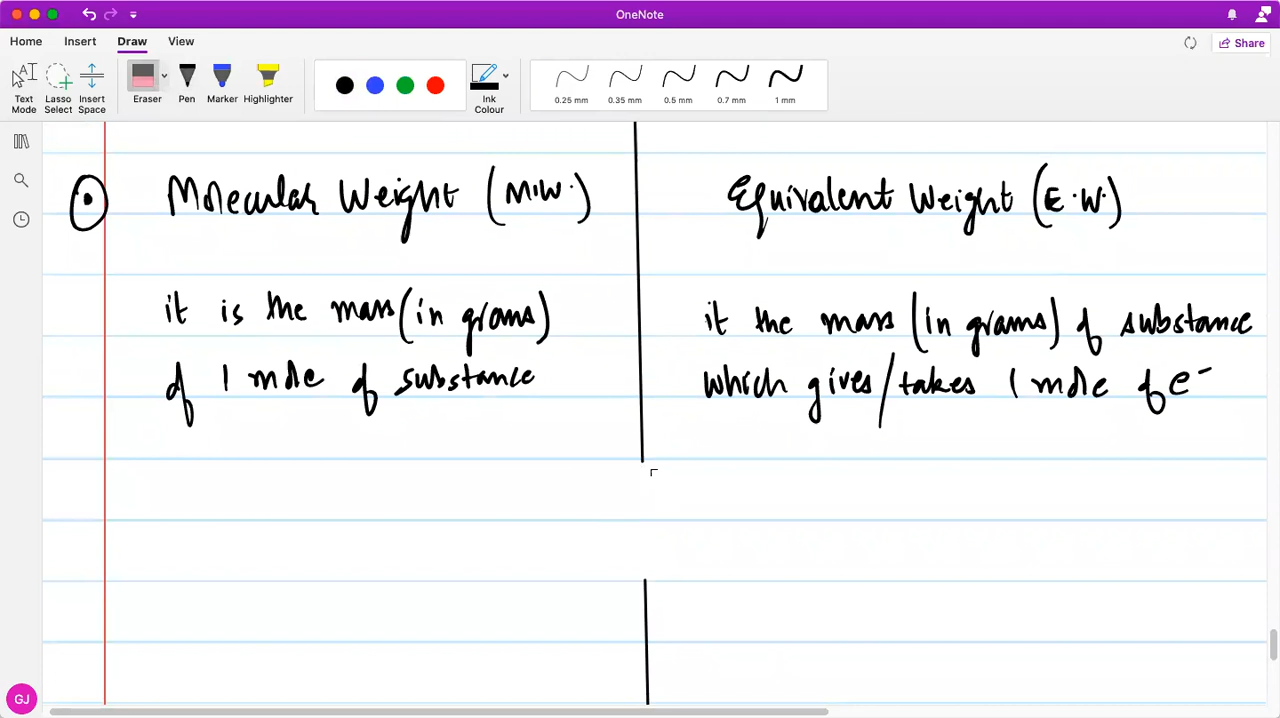 OneNote
Home Insert Draw View
Share
Text Mode
Lasso Select
Insert Space
Eraser
Pen
Marker
Highlighter
Ink Colour
0.25 mm
0.35 mm
0.5 mm
0.7 mm
1 mm
Molecular Weight (M.W.)
it is the mass (in grams)
of 1 mole of substance
Equivalent Weight (E.W.)
it the mass (in grams) of substance
which gives/takes 1 mole of e⁻
GJ